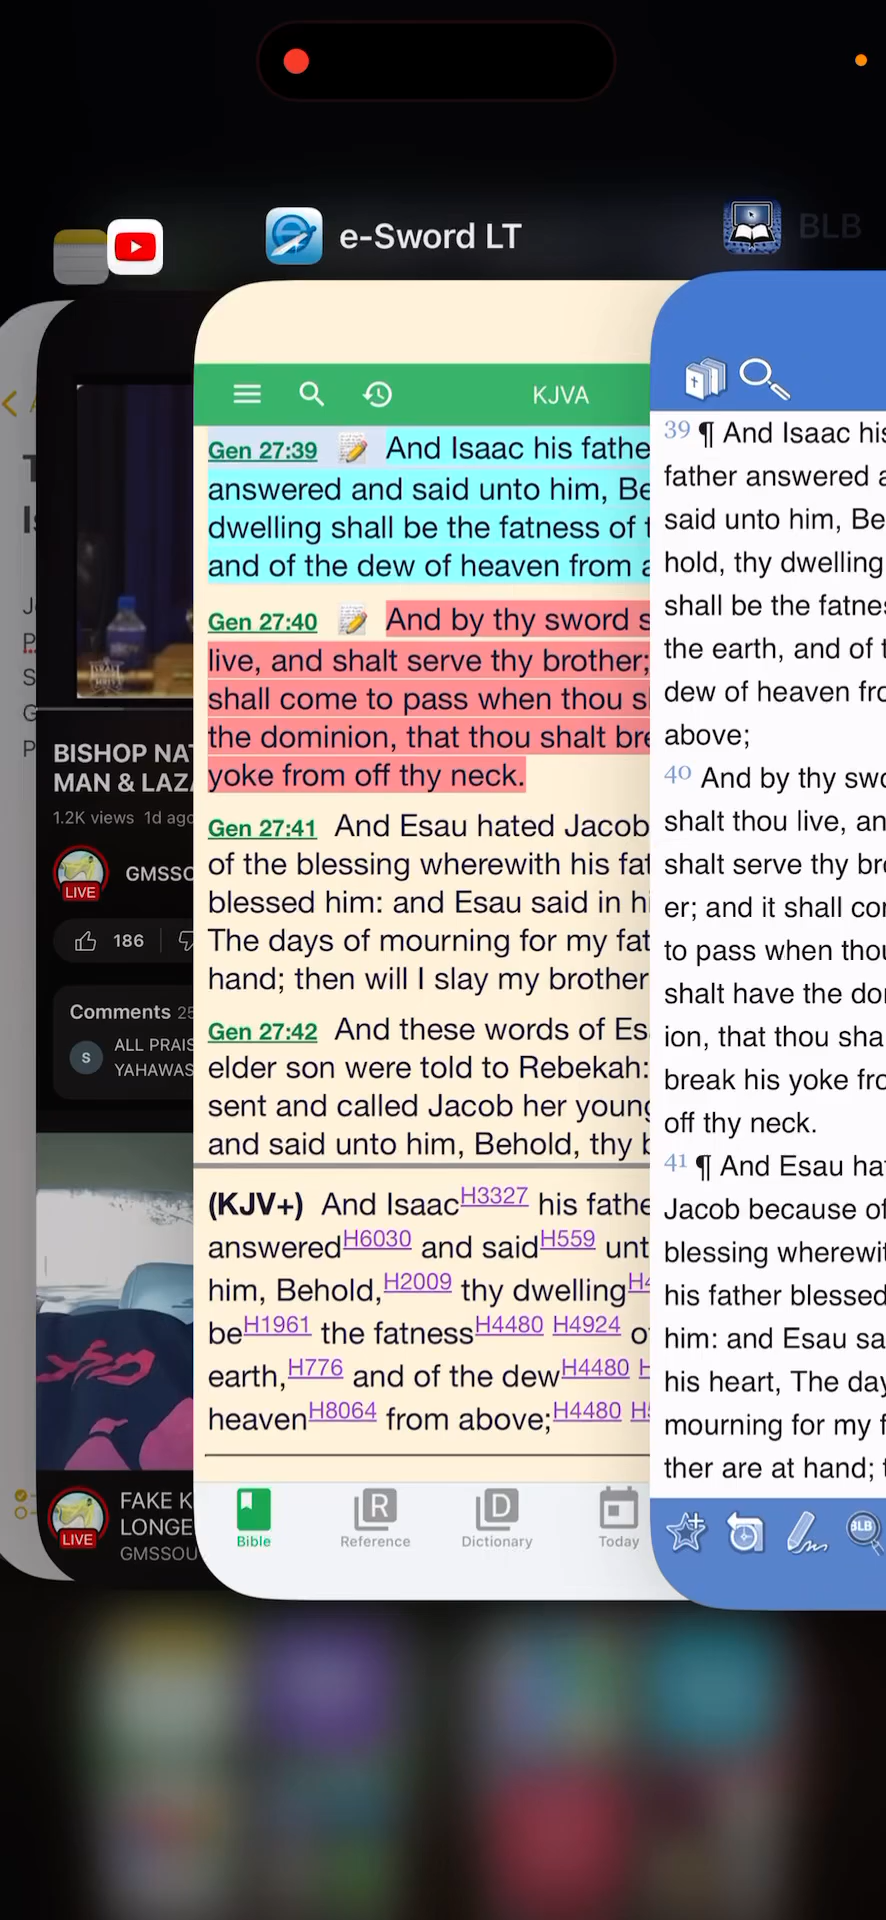 e-Sword LT
BLB
KJVA
Gen 27:39 And Isaac his fathe
answered and said unto him, Be
dwelling shall be the fatness of
and of the dew of heaven from
Gen 27:40 And by thy sword s
live, and shalt serve thy brother;
shall come to pass when thou s
the dominion, that thou shalt bre
yoke from off thy neck.
Gen 27:41 And Esau hated Jacob
of the blessing wherewith his fat
blessed him: and Esau said in hi
The days of mourning for my fat
hand; then will I slay my brother
Gen 27:42 And these words of Es
elder son were told to Rebekah:
sent and called Jacob her young
and said unto him, Behold, thy b
(KJV+) And IsaacH3327 his fathe
answeredH6030 and saidH559 unt
him, Behold,H2009 thy dwellingH4
beH1961 the fatnessH4480 H4924 o
earth,H776 and of the dewH4480 H
heavenH8064 from above;H4480 H
Bible
Reference
Dictionary
Today
39 ¶ And Isaac his
father answered a
said unto him, Be
hold, thy dwelling
shall be the fatnes
the earth, and of t
dew of heaven fro
above;
40 And by thy swo
shalt thou live, an
shalt serve thy bro
er; and it shall con
to pass when thou
shalt have the do
ion, that thou sha
break his yoke fro
off thy neck.
41 ¶ And Esau hat
Jacob because of
blessing wherewit
his father blessed
him: and Esau sa
his heart, The day
mourning for my f
ther are at hand; t
BLB
BISHOP NAT
MAN & LAZ
1.2K views 1d ago
GMSSO
LIVE
186
Comments 25
S
ALL PRAIS
YAHAWAS
FAKE K
LONGE
LIVE
GMSSOU